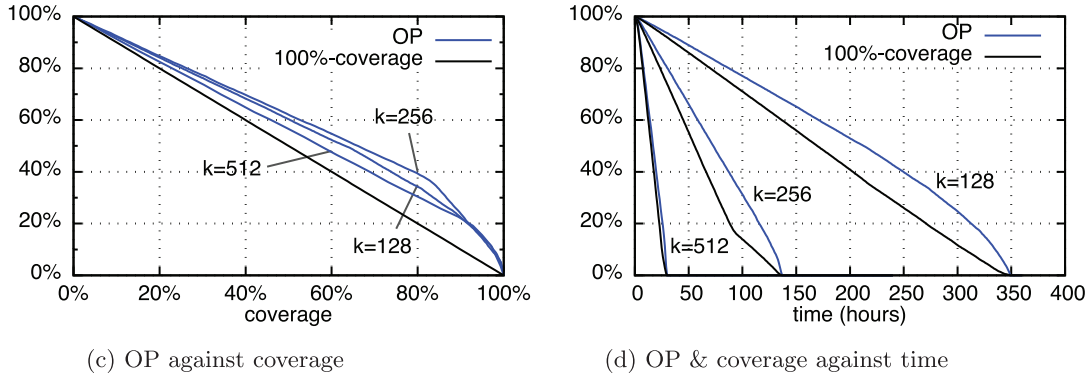 100%
80%
60%
40%
20%
0%
OP
100%-coverage
k=256
k=512
k=128
0% 20% 40% 60% 80% 100%
coverage
(c) OP against coverage
100%
80%
60%
40%
20%
0%
OP
100%-coverage
k=128
k=256
k=512
0 50 100 150 200 250 300 350 400
time (hours)
(d) OP & coverage against time